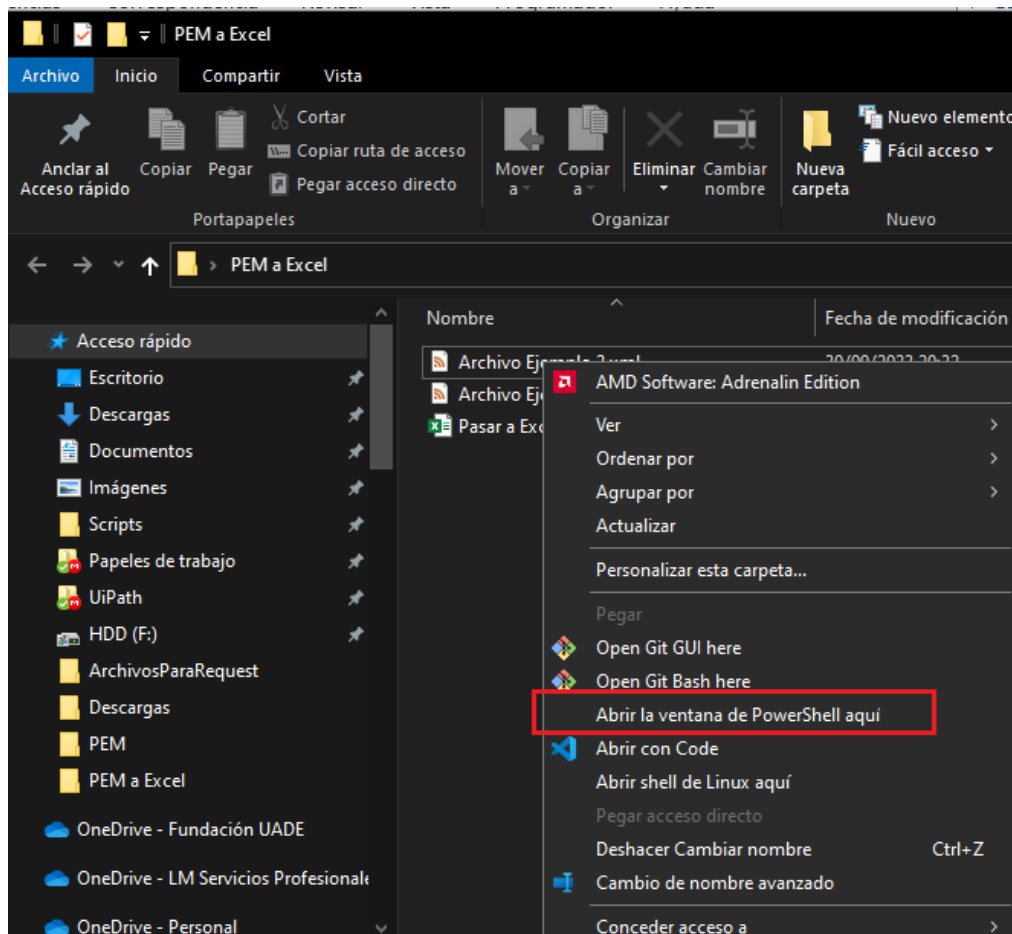 PEM a Excel
Archivo Inicio Compartir Vista
Anclar al Acceso rápido
Copiar
Pegar
Cortar
Copiar ruta de acceso
Pegar acceso directo
Mover a
Copiar a
Eliminar
Cambiar nombre
Nueva carpeta
Nuevo elemento
Fácil acceso
Portapapeles Organizar Nuevo
PEM a Excel
Nombre Fecha de modificación
Acceso rápido
Escritorio
Descargas
Documentos
Imágenes
Scripts
Papeles de trabajo
UiPath
HDD (F:)
ArchivosParaRequest
Descargas
PEM
PEM a Excel
OneDrive - Fundación UADE
OneDrive - LM Servicios Profesionale
OneDrive - Personal
Archivo
Archivo
Pasar a
AMD Software: Adrenalin Edition
Ver
Ordenar por
Agrupar por
Actualizar
Personalizar esta carpeta...
Pegar
Open Git GUI here
Open Git Bash here
Abrir la ventana de PowerShell aquí
Abrir con Code
Abrir shell de Linux aquí
Pegar acceso directo
Deshacer Cambiar nombre Ctrl+Z
Cambio de nombre avanzado
Conceder acceso a